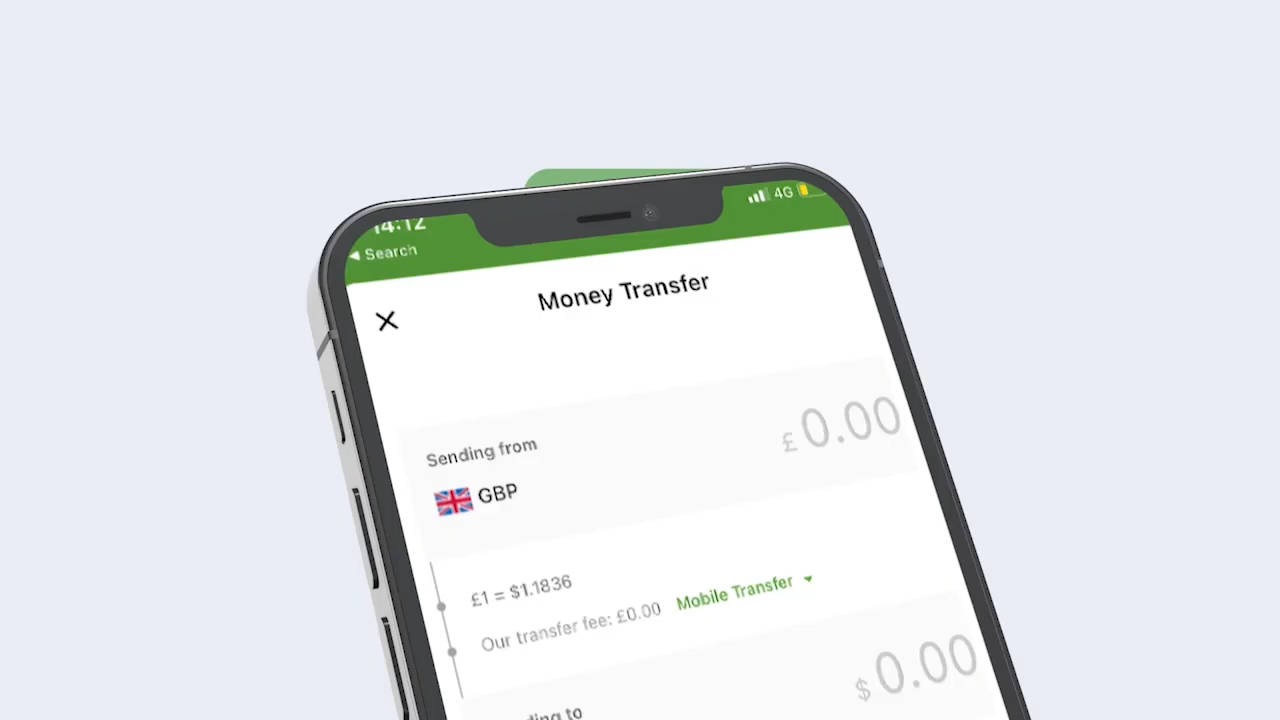 14:12
4G
◀ Search
Money Transfer
Sending from
£ 0.00
GBP
£1 = $1.1836
Our transfer fee: £0.00 Mobile Transfer
$ 0.00
to